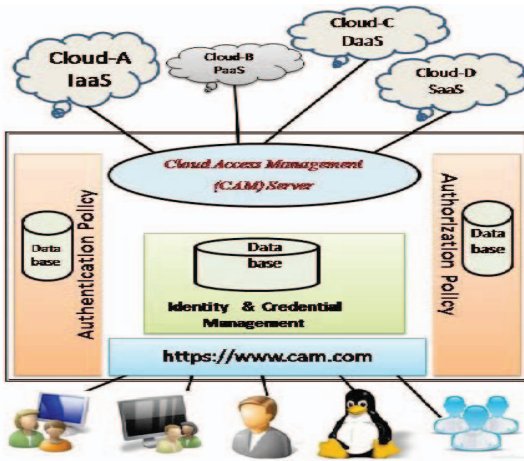 Cloud-A
IaaS
Cloud-B
PaaS
Cloud-C
DaaS
Cloud-D
SaaS
Cloud Access Management
(CAM) Server
Authentication Policy
Data
base
Data
base
Identity & Credential
Management
Authorization Policy
Data
base
https://www.cam.com